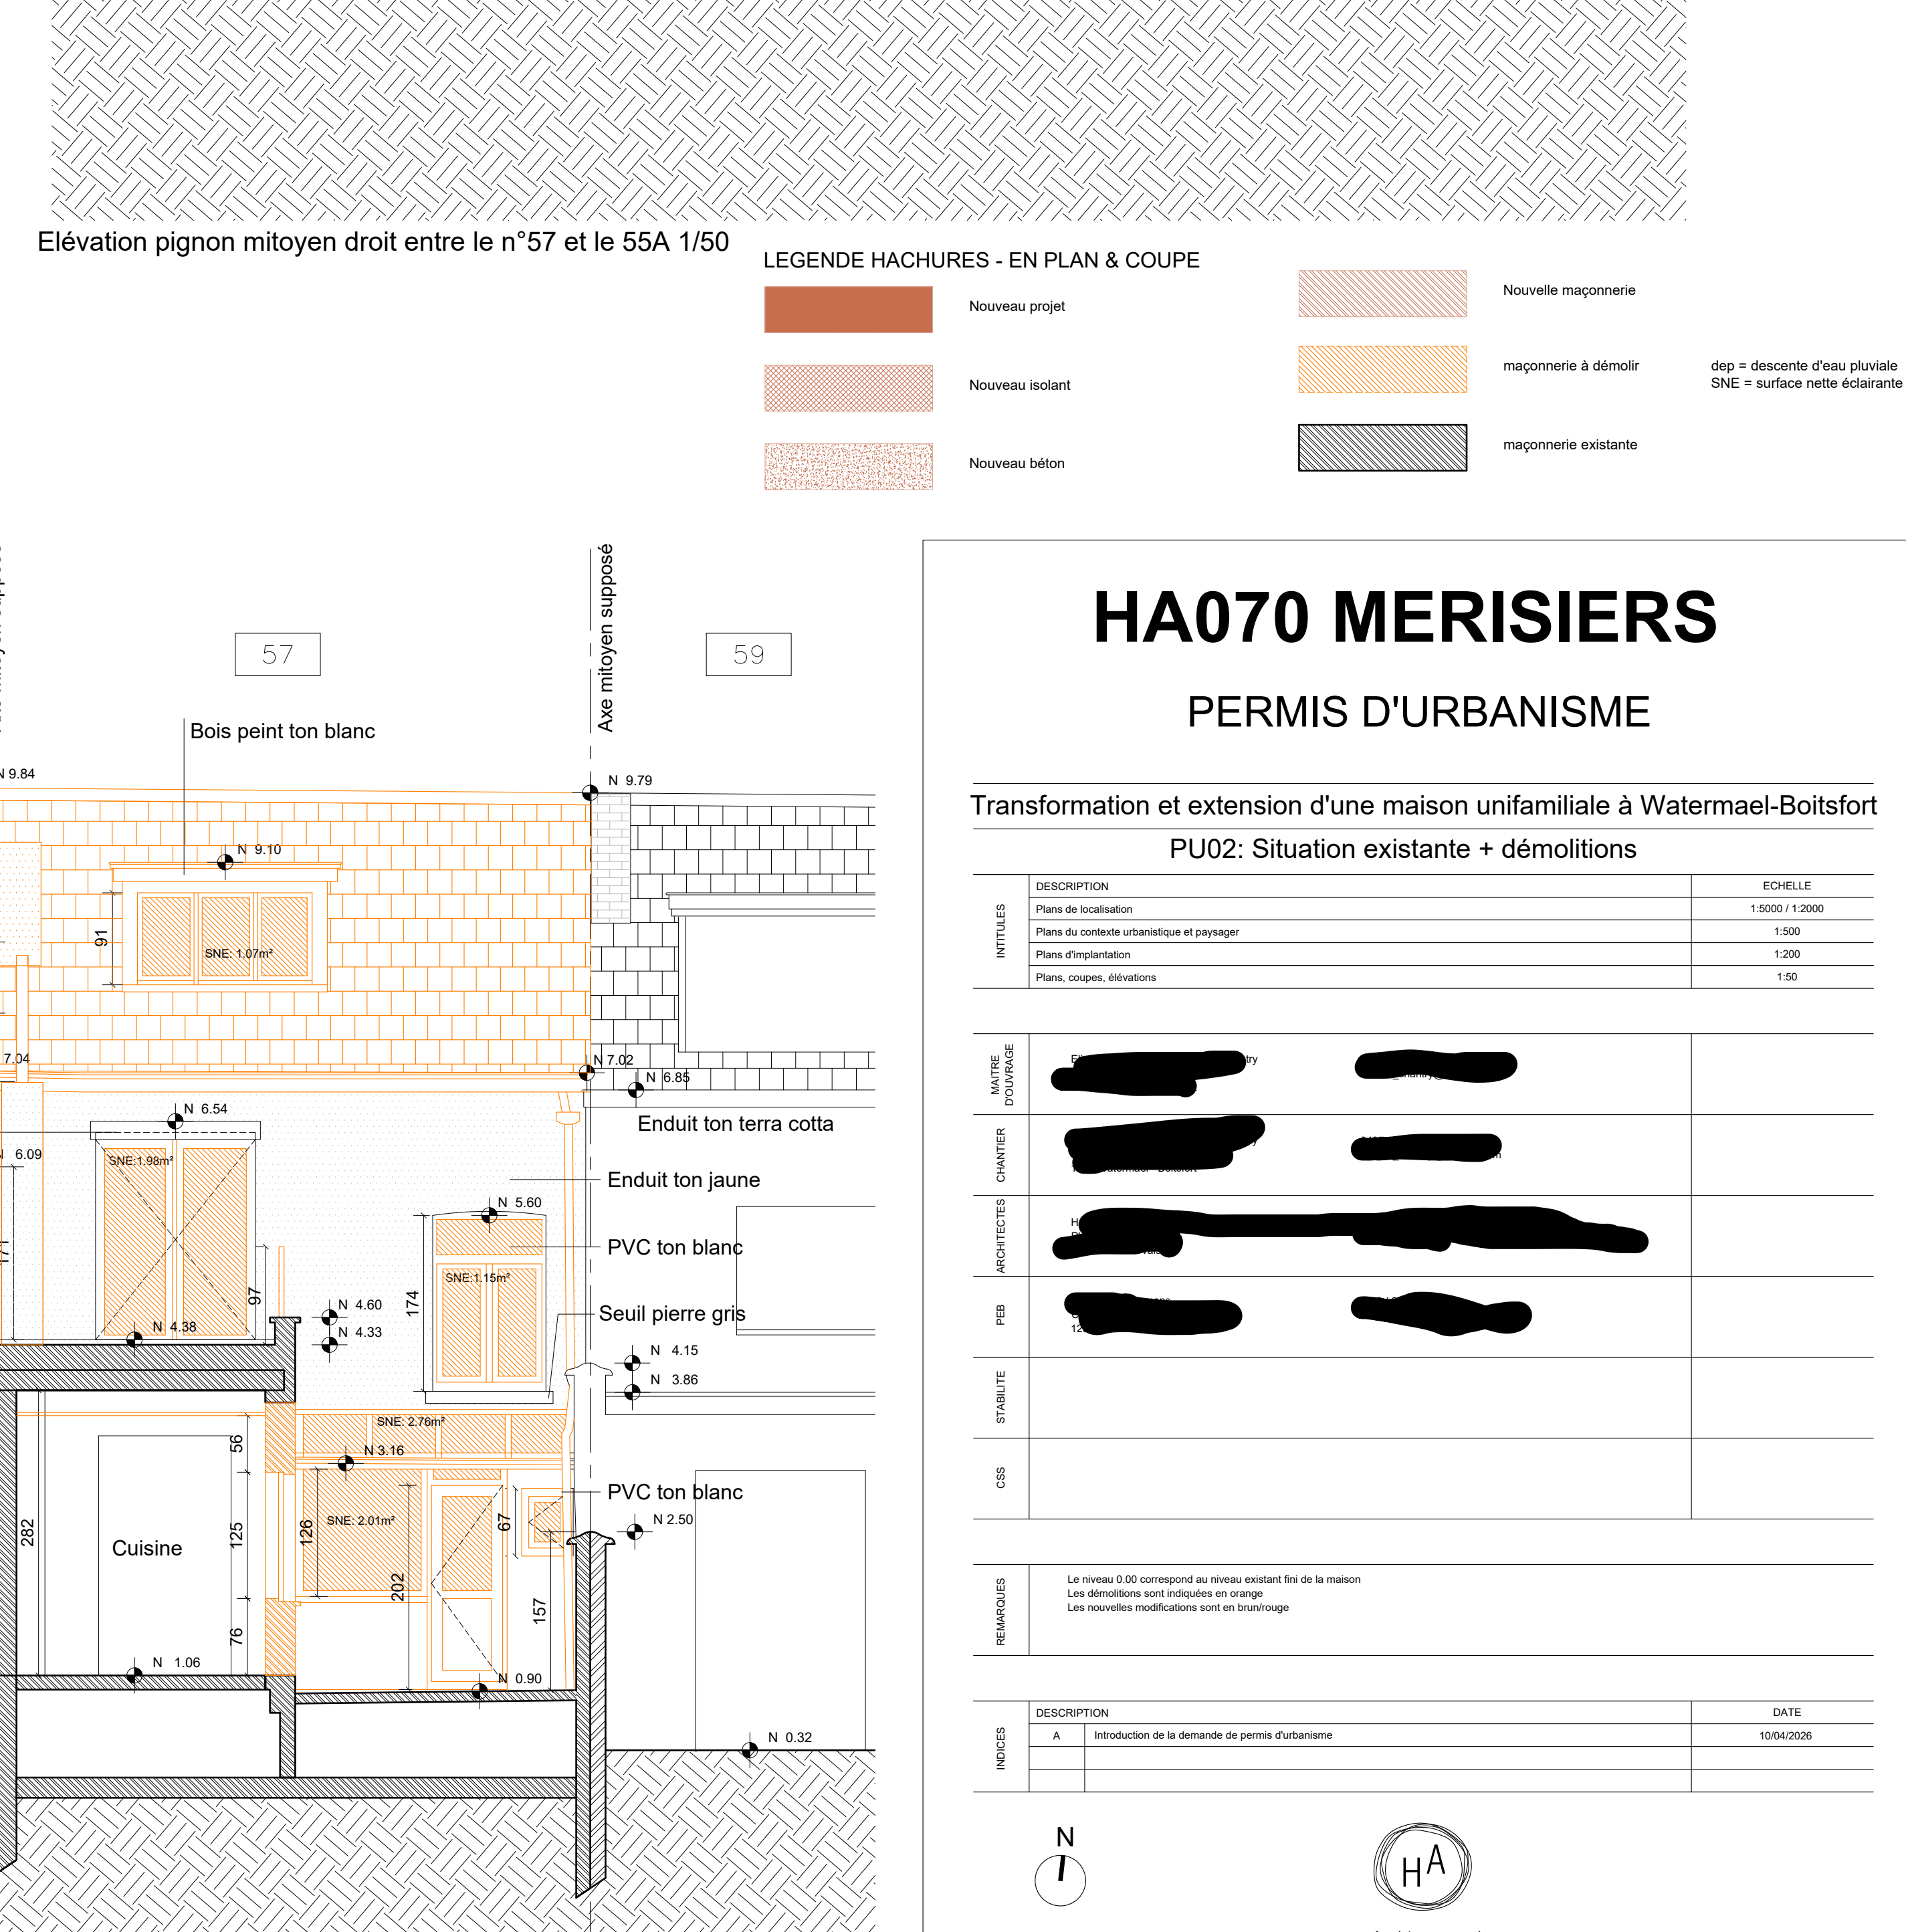 Elévation pignon mitoyen droit entre le n°57 et le 55A 1/50
LEGENDE HACHURES - EN PLAN & COUPE
Nouveau projet
Nouveau isolant
Nouveau béton
Nouvelle maçonnerie
maçonnerie à démolir
maçonnerie existante
dep = descente d'eau pluviale
SNE = surface nette éclairante
57
Axe mitoyen supposé
59
Bois peint ton blanc
N 9.84
N 9.79
N 9.10
91
SNE: 1.07m²
7.04
N 7.02
N 6.85
Enduit ton terra cotta
N 6.54
6.09
SNE:1.98m²
Enduit ton jaune
N 5.60
PVC ton blanc
SNE:1.15m²
97
174
Seuil pierre gris
N 4.60
N 4.38
N 4.33
N 4.15
N 3.86
SNE: 2.76m²
56
N 3.16
PVC ton blanc
N 2.50
282
Cuisine
125
126
SNE: 2.01m²
67
202
157
76
N 1.06
N 0.90
N 0.32
HA070 MERISIERS
PERMIS D'URBANISME
Transformation et extension d'une maison unifamiliale à Watermael-Boitsfort
PU02: Situation existante + démolitions
INTITULES
DESCRIPTION ECHELLE
Plans de localisation 1:5000 / 1:2000
Plans du contexte urbanistique et paysager 1:500
Plans d'implantation 1:200
Plans, coupes, élévations 1:50
MAITRE
D'OUVRAGE
CHANTIER
ARCHITECTES
PEB
STABILITE
CSS
REMARQUES
Le niveau 0.00 correspond au niveau existant fini de la maison
Les démolitions sont indiquées en orange
Les nouvelles modifications sont en brun/rouge
INDICES
DESCRIPTION DATE
A Introduction de la demande de permis d'urbanisme 10/04/2026
N
HA